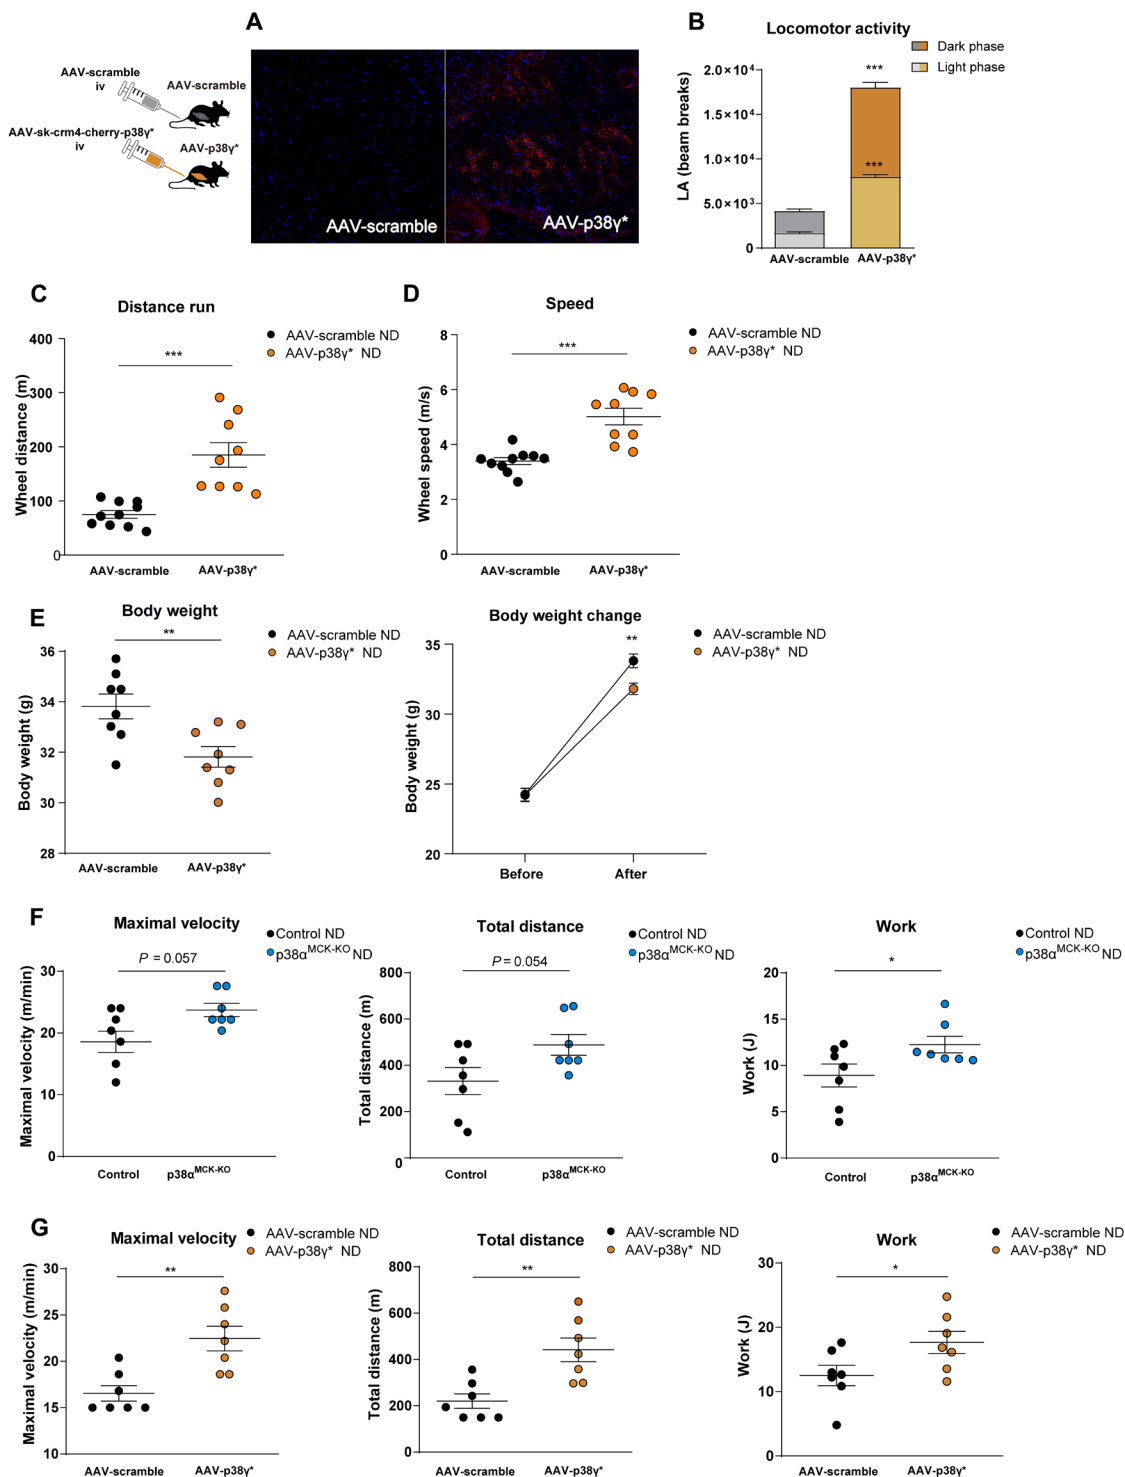 A
AAV-scramble
iv
AAV-scramble
AAV-sk-crm4-cherry-p38γ*
iv
AAV-p38γ*
AAV-scramble
AAV-p38γ*
B
Locomotor activity
Dark phase
Light phase
LA (beam breaks)
2.0×10⁴
1.5×10⁴
1.0×10⁴
5.0×10³
0
***
***
AAV-scramble
AAV-p38γ*
C
Distance run
AAV-scramble ND
AAV-p38γ* ND
***
Wheel distance (m)
400
300
200
100
0
AAV-scramble
AAV-p38γ*
D
Speed
AAV-scramble ND
AAV-p38γ* ND
***
Wheel speed (m/s)
8
6
4
2
0
AAV-scramble
AAV-p38γ*
E
Body weight
AAV-scramble ND
AAV-p38γ* ND
**
Body weight (g)
36
34
32
30
28
AAV-scramble
AAV-p38γ*
Body weight change
AAV-scramble ND
AAV-p38γ* ND
**
Body weight (g)
35
30
25
20
Before
After
F
Maximal velocity
Control ND
p38α^MCK-KO ND
P = 0.057
Maximal velocity (m/min)
30
20
10
0
Control
p38α^MCK-KO
Total distance
Control ND
p38α^MCK-KO ND
P = 0.054
Total distance (m)
800
600
400
200
0
Control
p38α^MCK-KO
Work
Control ND
p38α^MCK-KO ND
*
Work (J)
20
15
10
5
0
Control
p38α^MCK-KO
G
Maximal velocity
AAV-scramble ND
AAV-p38γ* ND
**
Maximal velocity (m/min)
30
25
20
15
10
AAV-scramble
AAV-p38γ*
Total distance
AAV-scramble ND
AAV-p38γ* ND
**
Total distance (m)
800
600
400
200
0
AAV-scramble
AAV-p38γ*
Work
AAV-scramble ND
AAV-p38γ* ND
*
Work (J)
30
20
10
0
AAV-scramble
AAV-p38γ*